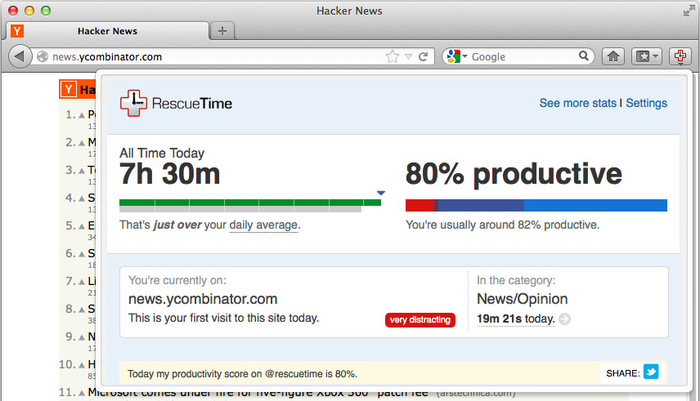 Hacker News
Y Hacker News +
news.ycombinator.com
Google
RescueTime
See more stats | Settings
All Time Today
7h 30m
80% productive
That's just over your daily average.
You're usually around 82% productive.
You're currently on:
news.ycombinator.com
This is your first visit to this site today.
very distracting
In the category:
News/Opinion
19m 21s today.
Today my productivity score on @rescuetime is 80%.
SHARE:
Y Ha
1.
2.
3.
4.
5.
6.
7.
8.
9.
10.
11. Microsoft comes under fire for five-figure Xbox 360 "patch fee" (arstechnica.com)